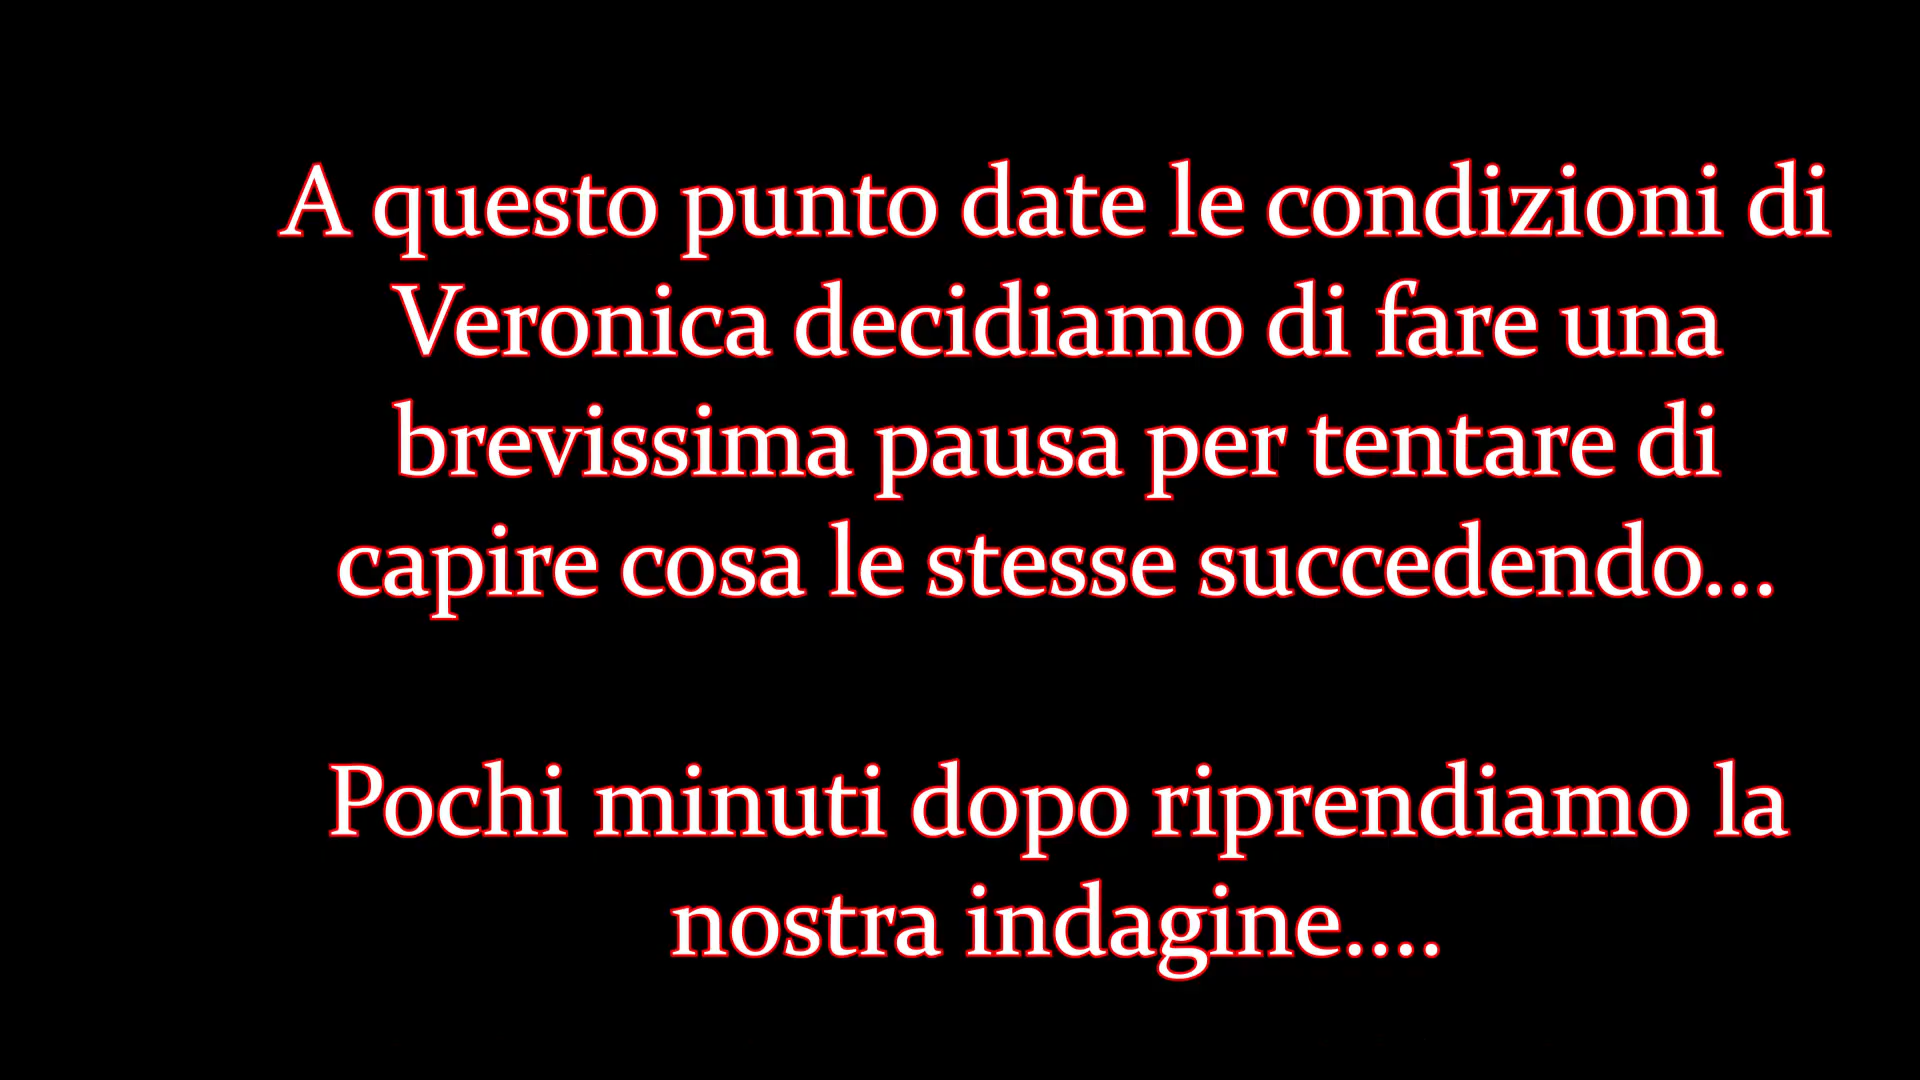 A questo punto date le condizioni di
Veronica decidiamo di fare una
brevissima pausa per tentare di
capire cosa le stesse succedendo...
Pochi minuti dopo riprendiamo la
nostra indagine....